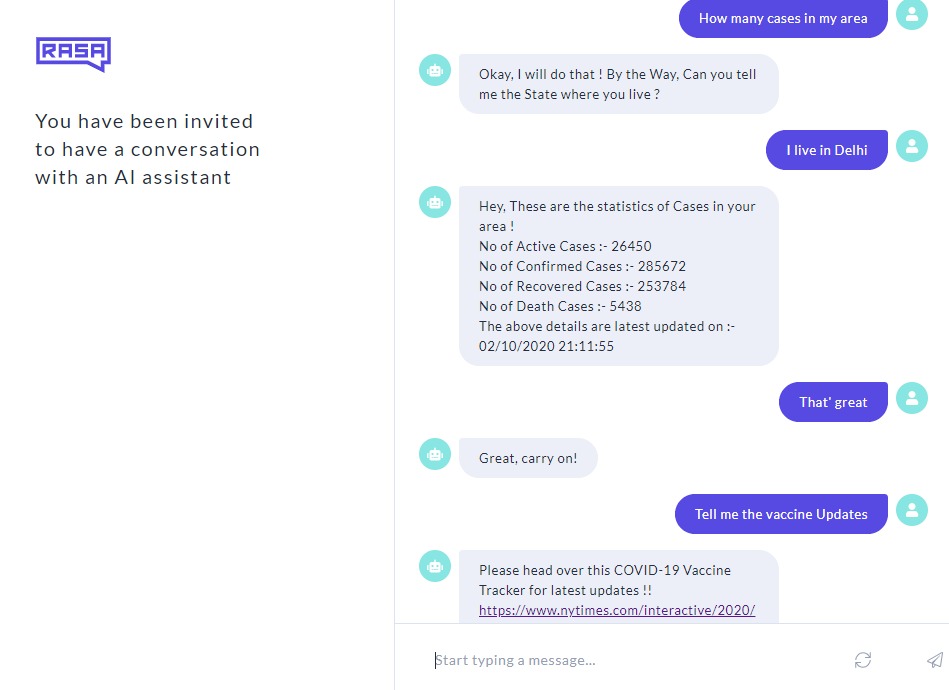 RASA
You have been invited
to have a conversation
with an AI assistant
How many cases in my area
Okay, I will do that ! By the Way, Can you tell
me the State where you live ?
I live in Delhi
Hey, These are the statistics of Cases in your
area !
No of Active Cases :- 26450
No of Confirmed Cases :- 285672
No of Recovered Cases :- 253784
No of Death Cases :- 5438
The above details are latest updated on :-
02/10/2020 21:11:55
That' great
Great, carry on!
Tell me the vaccine Updates
Please head over this COVID-19 Vaccine
Tracker for latest updates !!
https://www.nytimes.com/interactive/2020/
Start typing a message...